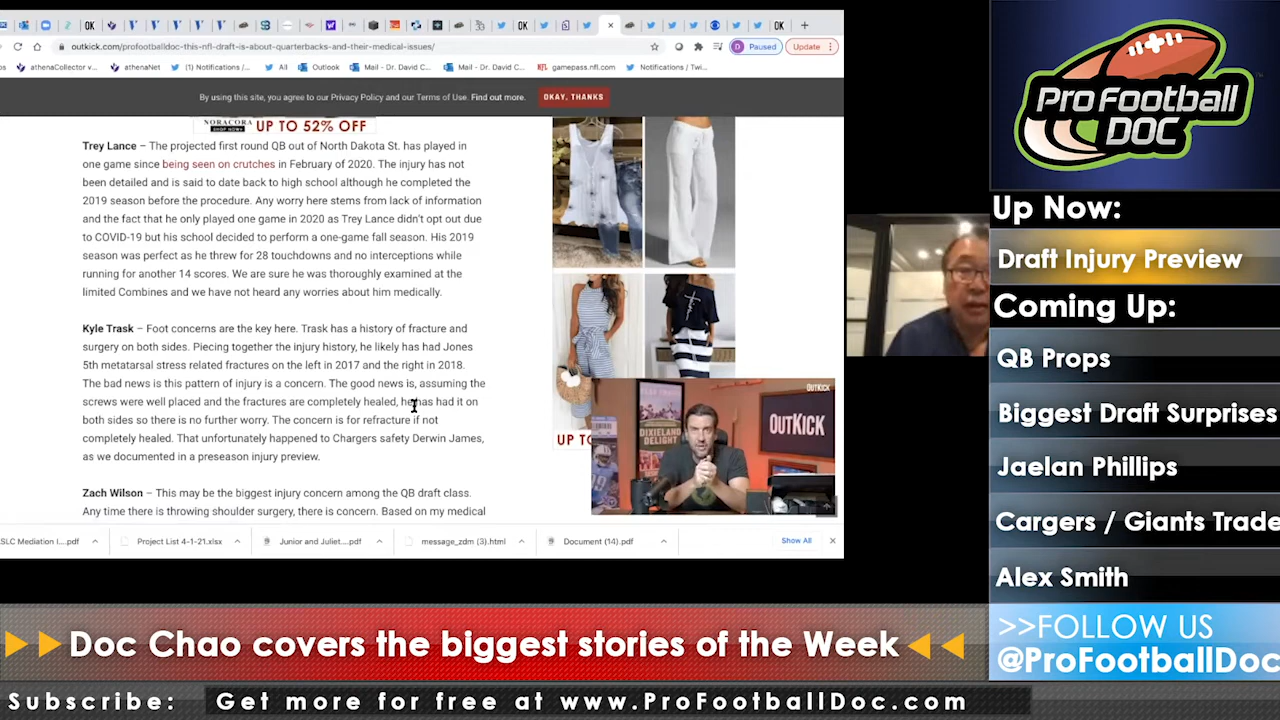 OK
OK
OK
outkick.com/profootballdoc-this-nfl-draft-is-about-quarterbacks-and-their-medical-issues/
D
Paused
Update
athenaCollector v...
athenaNet
(1) Notifications /...
All
Outlook
Mail - Dr. David C...
Mail - Dr. David C...
gamepass.nfl.com
Notifications / Twi...
By using this site, you agree to our Privacy Policy and our Terms of Use. Find out more.
OKAY, THANKS
NORACORA
SHOP NOW
UP TO 52% OFF
Trey Lance – The projected first round QB out of North Dakota St. has played in
one game since being seen on crutches in February of 2020. The injury has not
been detailed and is said to date back to high school although he completed the
2019 season before the procedure. Any worry here stems from lack of information
and the fact that he only played one game in 2020 as Trey Lance didn't opt out due
to COVID-19 but his school decided to perform a one-game fall season. His 2019
season was perfect as he threw for 28 touchdowns and no interceptions while
running for another 14 scores. We are sure he was thoroughly examined at the
limited Combines and we have not heard any worries about him medically.
Kyle Trask – Foot concerns are the key here. Trask has a history of fracture and
surgery on both sides. Piecing together the injury history, he likely has had Jones
5th metatarsal stress related fractures on the left in 2017 and the right in 2018.
The bad news is this pattern of injury is a concern. The good news is, assuming the
screws were well placed and the fractures are completely healed, he has had it on
both sides so there is no further worry. The concern is for refracture if not
completely healed. That unfortunately happened to Chargers safety Derwin James,
as we documented in a preseason injury preview.
Zach Wilson – This may be the biggest injury concern among the QB draft class.
Any time there is throwing shoulder surgery, there is concern. Based on my medical
UP TO
OUTKICK
DIXIELAND
DELIGHT
OUTKICK
SLC Mediation I....pdf
Project List 4-1-21.xlsx
Junior and Juliet....pdf
message_zdm (3).html
Document (14).pdf
Show All
Pro Football
DOC
Up Now:
Draft Injury Preview
Coming Up:
QB Props
Biggest Draft Surprises
Jaelan Phillips
Cargers / Giants Trade
Alex Smith
>>FOLLOW US
@ProFootballDoc
Doc Chao covers the biggest stories of the Week
Subscribe: Get more for free at www.ProFootballDoc.com